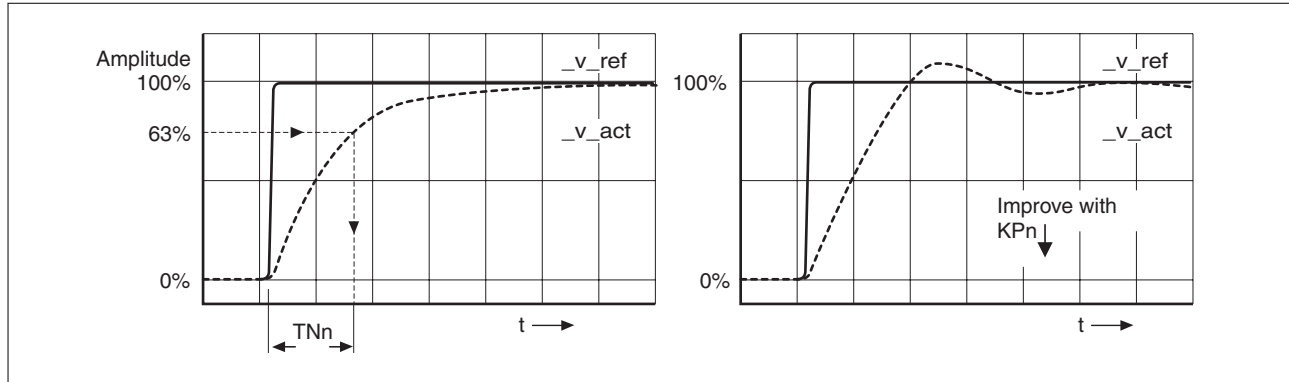 Amplitude
100%
63%
0%
_v_ref
_v_act
TNn
t
100%
0%
_v_ref
_v_act
Improve with
KPn
t